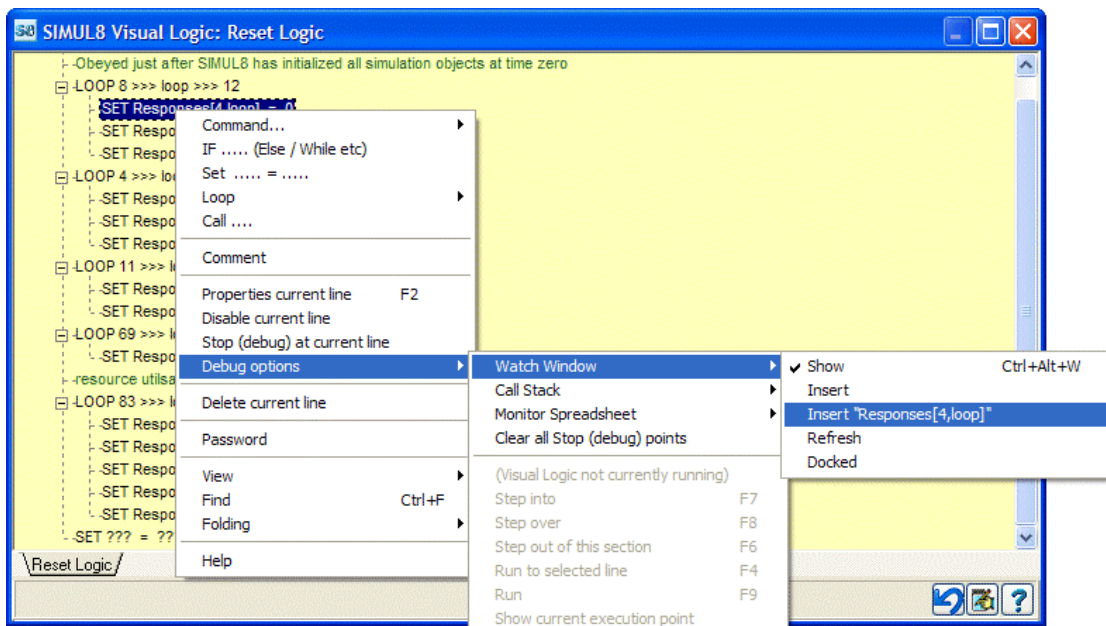 SIMUL8 Visual Logic: Reset Logic
Obeyed just after SIMUL8 has initialized all simulation objects at time zero
LOOP 8 >>> loop >>> 12
SET Responses[4,loop] = 0
SET Respo
SET Respo
LOOP 4 >>> lo
SET Respo
SET Respo
SET Respo
LOOP 11 >>> l
SET Respo
SET Respo
LOOP 69 >>> l
SET Respo
resource utilsa
LOOP 83 >>> l
SET Respo
SET Respo
SET Respo
SET Respo
SET Respo
SET ??? = ??
Reset Logic
Command...
IF ..... (Else / While etc)
Set ..... = .....
Loop
Call ....
Comment
Properties current line F2
Disable current line
Stop (debug) at current line
Debug options
Delete current line
Password
View
Find Ctrl+F
Folding
Help
Watch Window
Call Stack
Monitor Spreadsheet
Clear all Stop (debug) points
(Visual Logic not currently running)
Step into F7
Step over F8
Step out of this section F6
Run to selected line F4
Run F9
Show current execution point
Show Ctrl+Alt+W
Insert
Insert "Responses[4,loop]"
Refresh
Docked